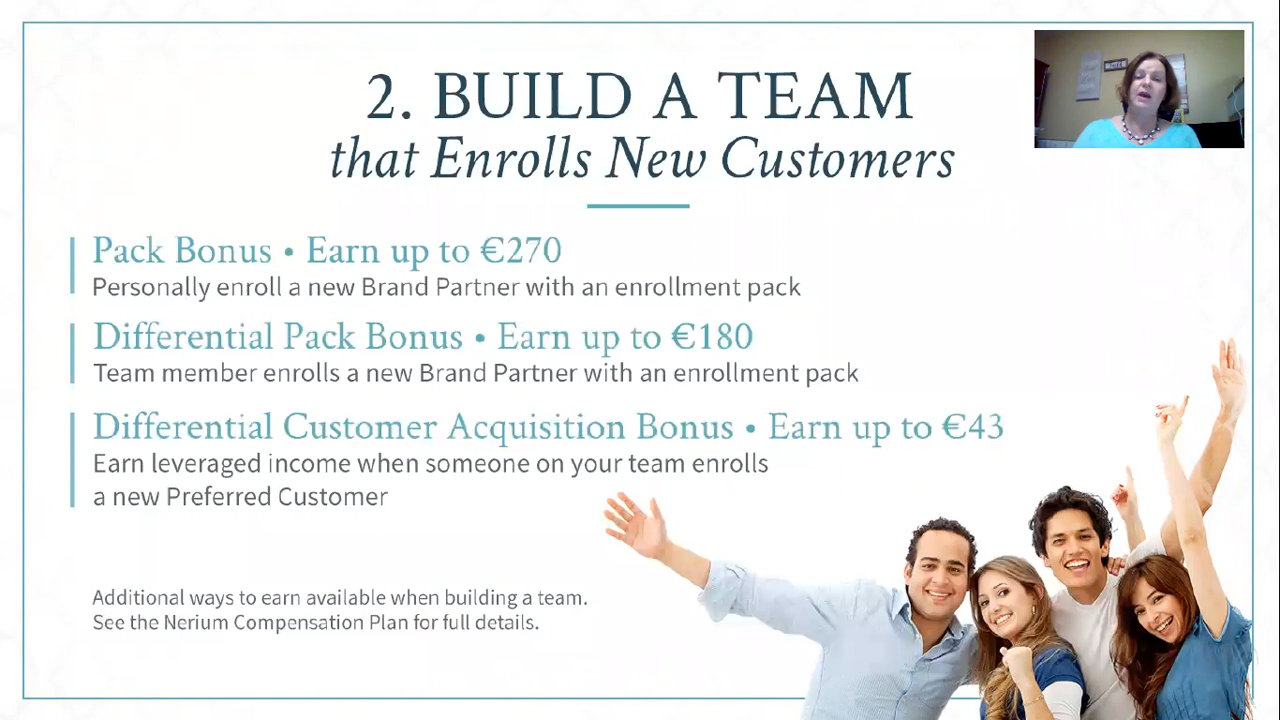 2. BUILD A TEAM
that Enrolls New Customers
Pack Bonus • Earn up to €270
Personally enroll a new Brand Partner with an enrollment pack
Differential Pack Bonus • Earn up to €180
Team member enrolls a new Brand Partner with an enrollment pack
Differential Customer Acquisition Bonus • Earn up to €43
Earn leveraged income when someone on your team enrolls
a new Preferred Customer
Additional ways to earn available when building a team.
See the Nerium Compensation Plan for full details.